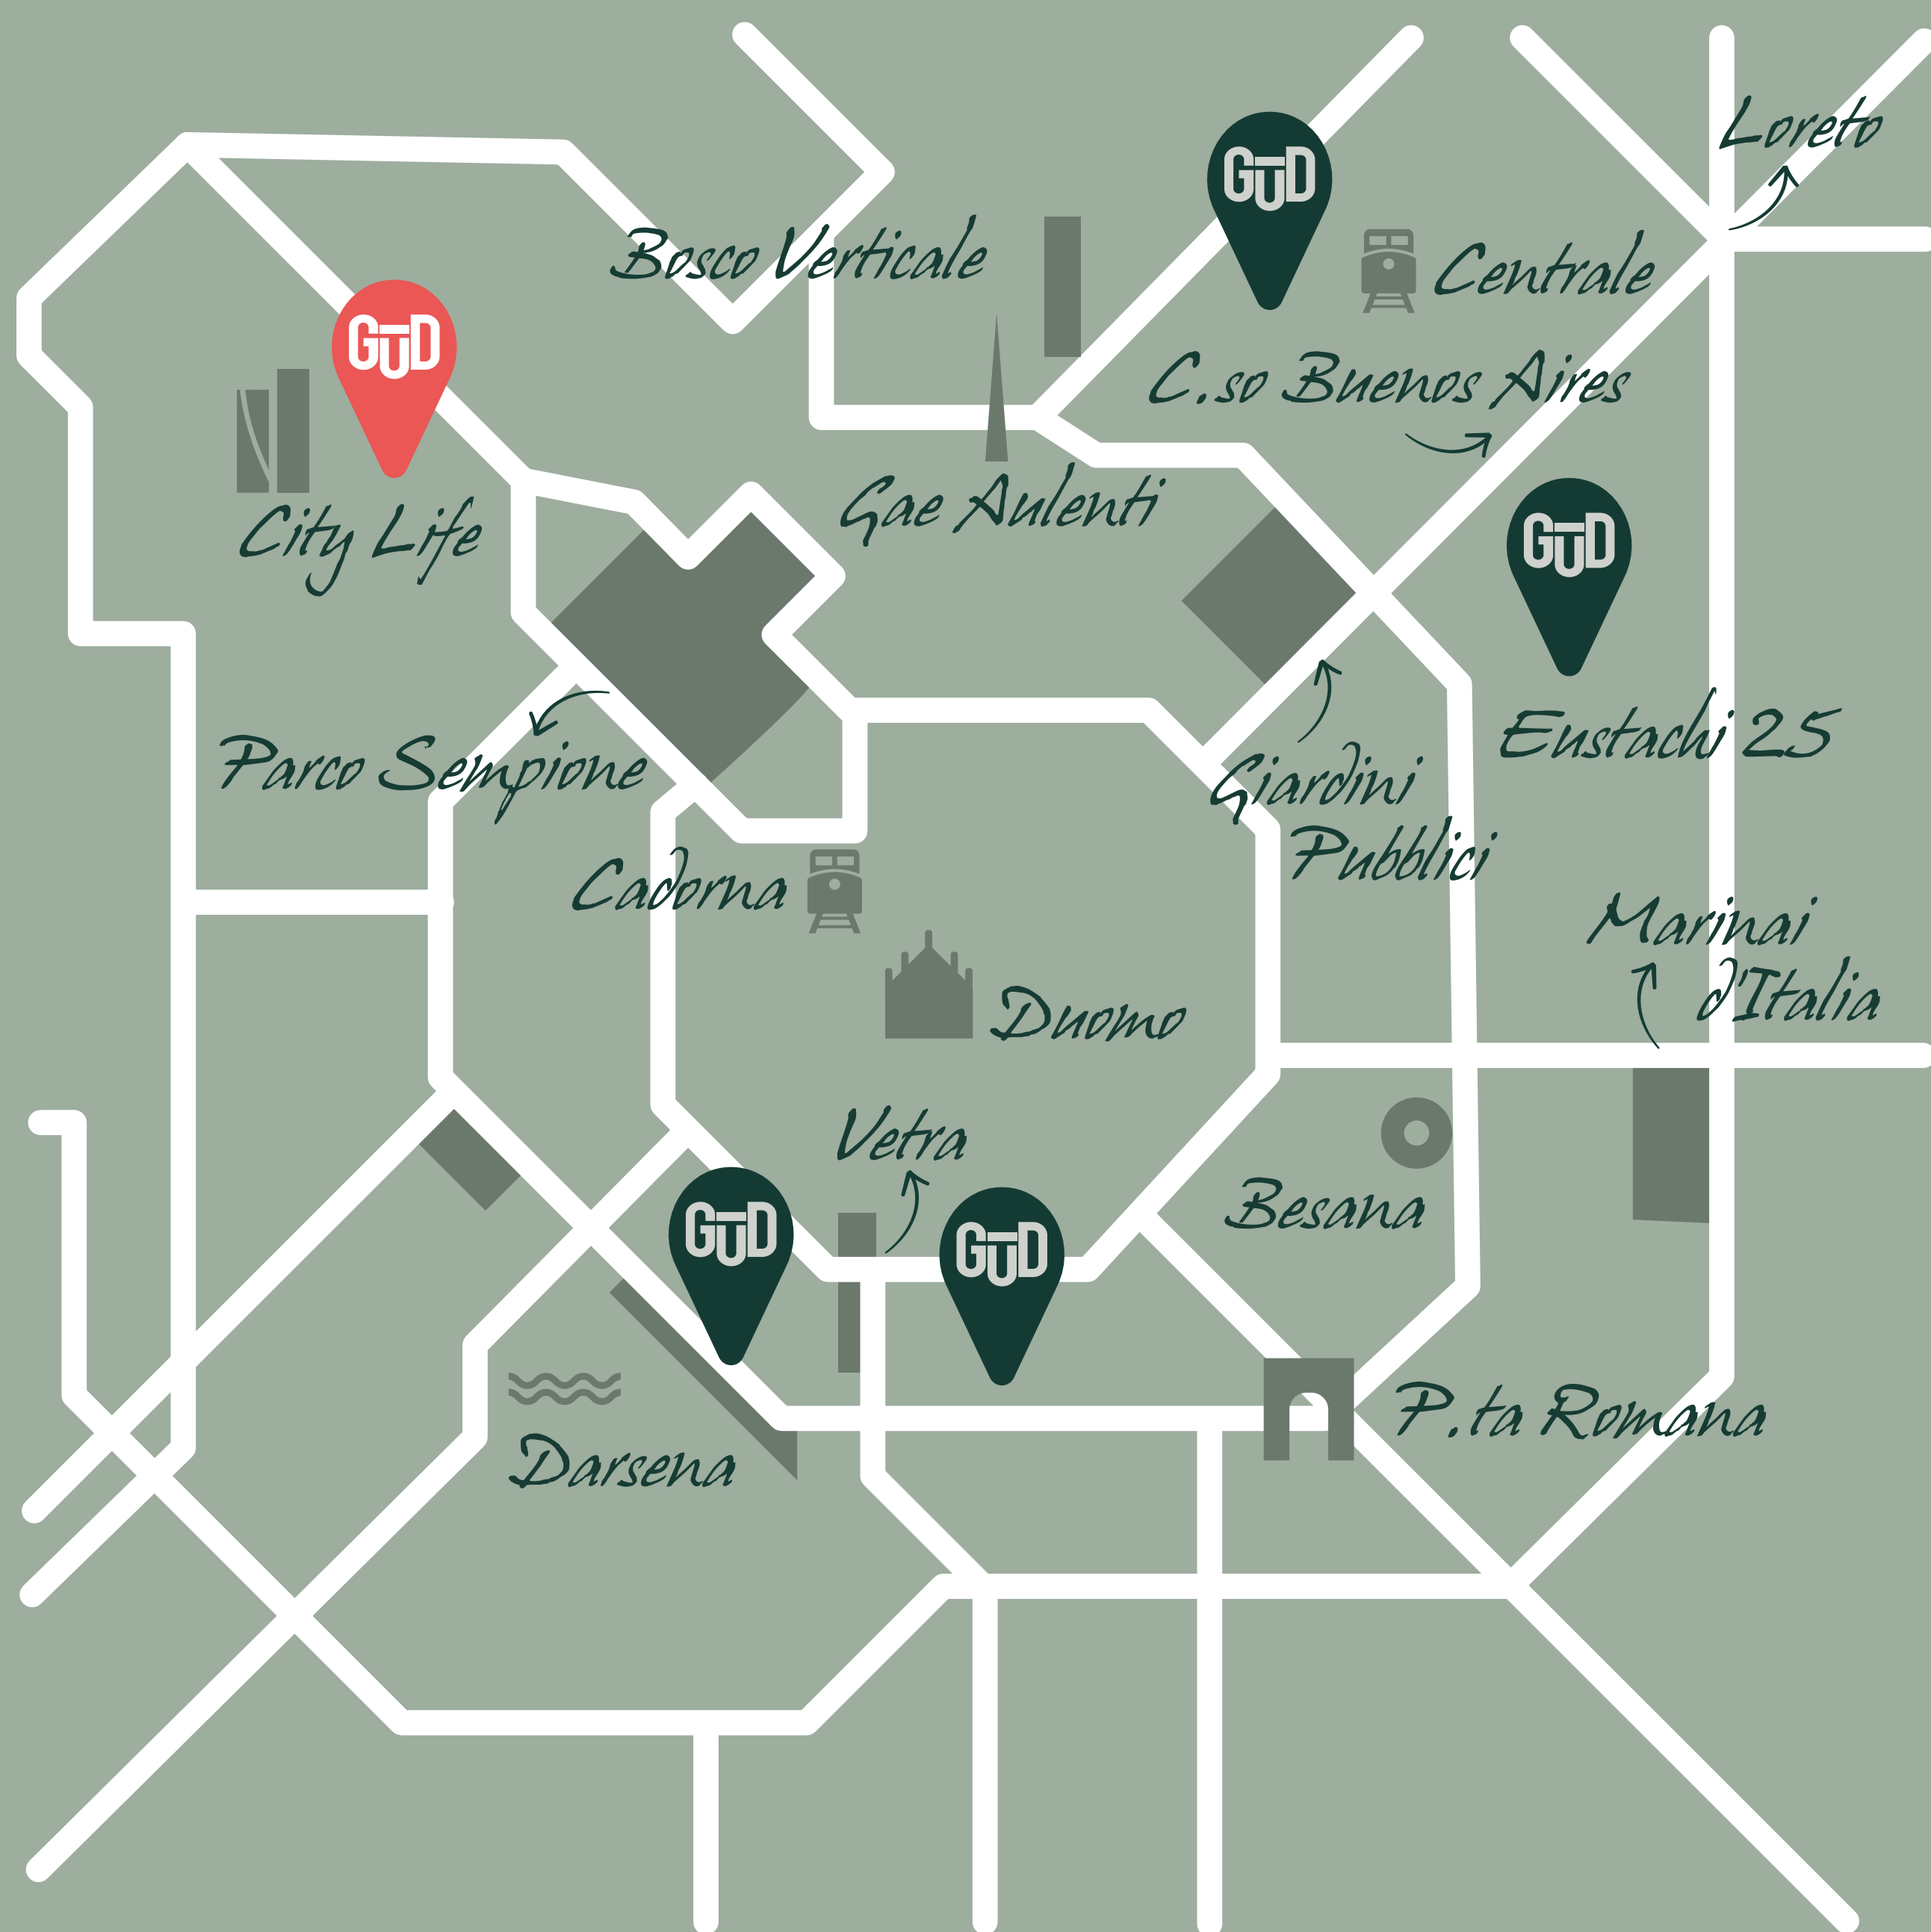 Loreto
GUD
Bosco Verticale
Centrale
GUD
C.so Buenos Aires
Gae Aulenti
City Life
GUD
Eustachi 25
Parco Sempione
Giardini
Pubblici
Cadorna
Marinai
d'Italia
Duomo
Vetra
Besana
GUD
GUD
P.ta Romana
Darsena